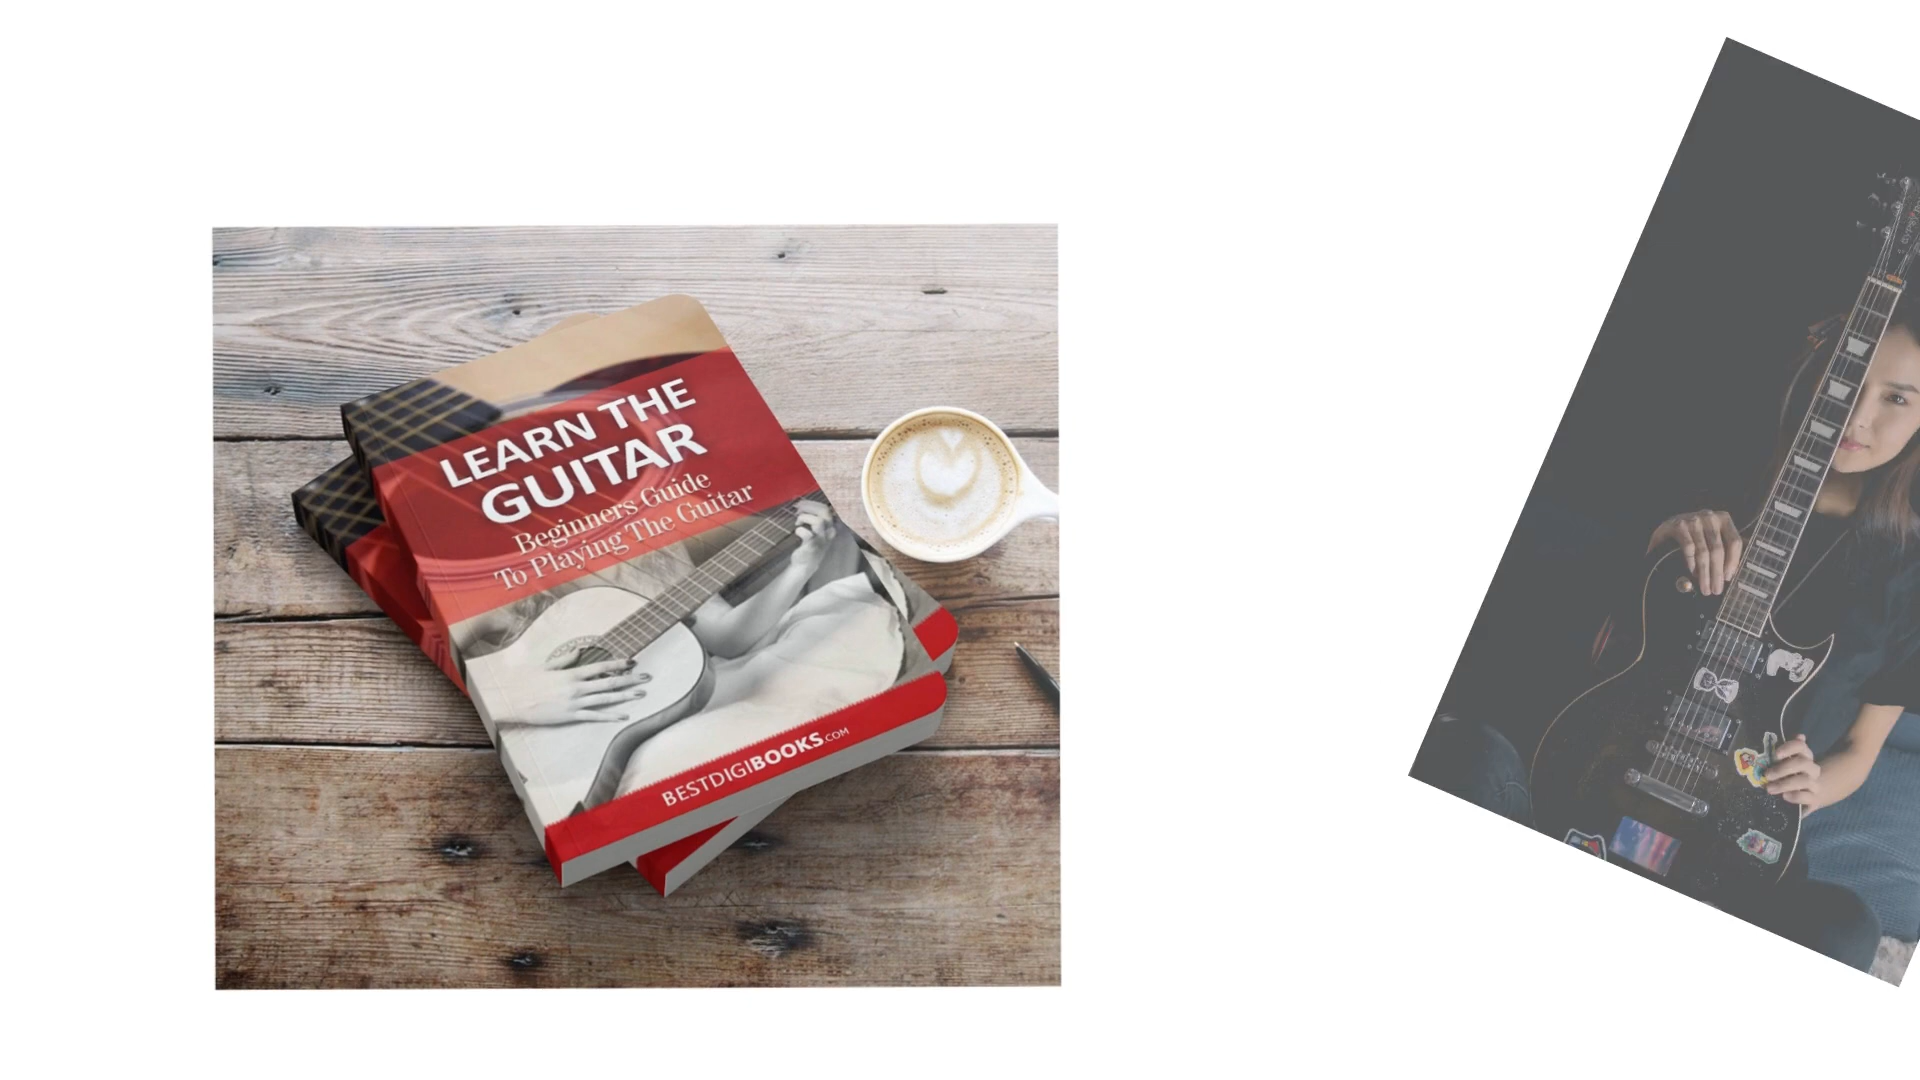 LEARN THE
GUITAR
Beginners Guide
To Playing The Guitar
BESTDIGIBOOKS.COM